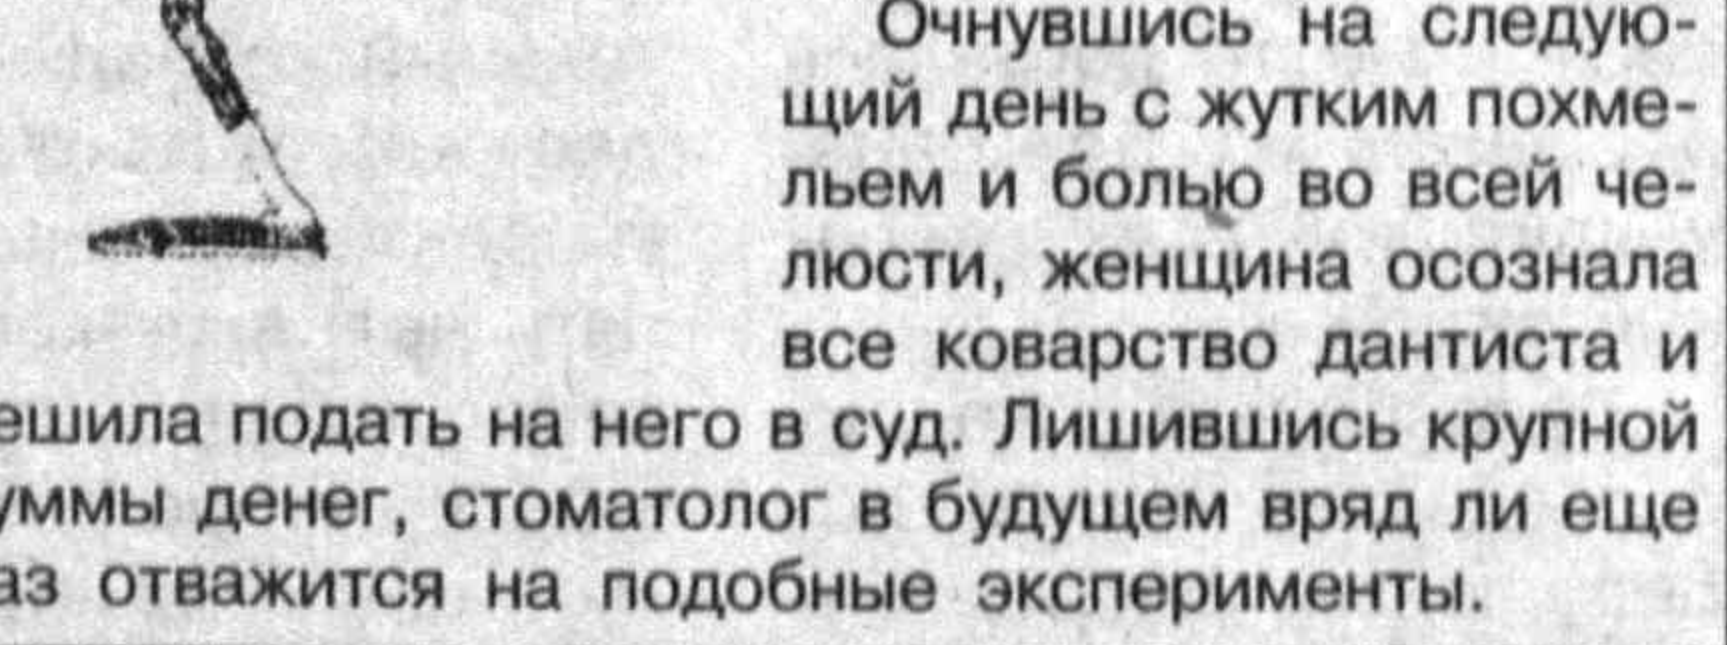 Очнувшись на следую-
щий день с жутким похме-
льем и болью во всей че-
люсти, женщина осознала
все коварство дантиста и
ешила подать на него в суд. Лишившись крупной
уммы денег, стоматолог в будущем вряд ли еще
аз отважится на подобные эксперименты.